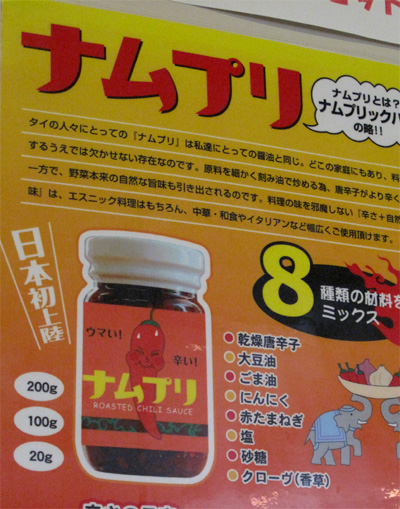 ナムプリ
ナムプリとは?
ナムプリックパ
の略!!
タイの人々にとっての『ナムプリ』は私達にとっての醤油と同じ。どこの家庭にもあり、料
するうえでは欠かせない存在なのです。原料を細かく刻み油で炒める為、唐辛子がより辛く
一方で、野菜本来の自然な旨味も引き出されるのです。料理の味を邪魔しない『辛さ+自然
味』は、エスニック料理はもちろん、中華・和食やイタリアンなど幅広くご使用頂けます。
日本初上陸
8
種類の材料を
ミックス
ウマい!
辛い!
ナムプリ
ROASTED CHILI SAUCE
200g
100g
20g
乾燥唐辛子
大豆油
ごま油
にんにく
赤たまねぎ
塩
砂糖
クローヴ(香草)